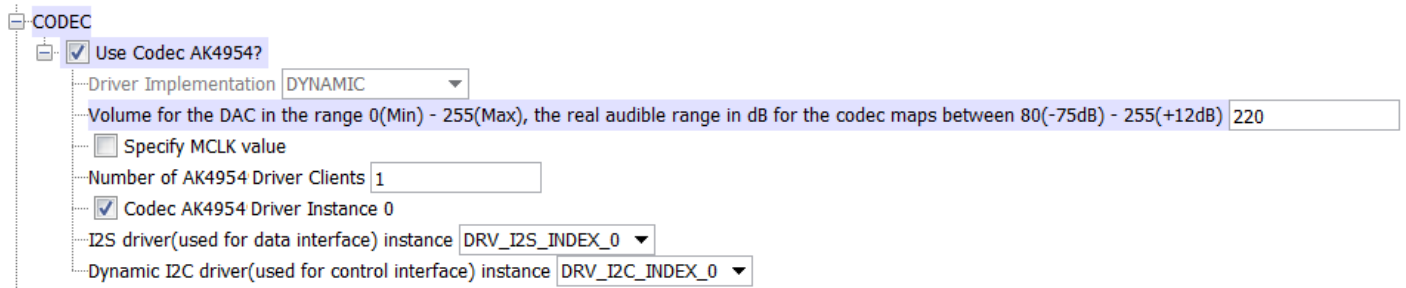 CODEC
Use Codec AK4954?
Driver Implementation DYNAMIC
Volume for the DAC in the range 0(Min) - 255(Max), the real audible range in dB for the codec maps between 80(-75dB) - 255(+12dB) 220
Specify MCLK value
Number of AK4954 Driver Clients 1
Codec AK4954 Driver Instance 0
I2S driver(used for data interface) instance DRV_I2S_INDEX_0
Dynamic I2C driver(used for control interface) instance DRV_I2C_INDEX_0